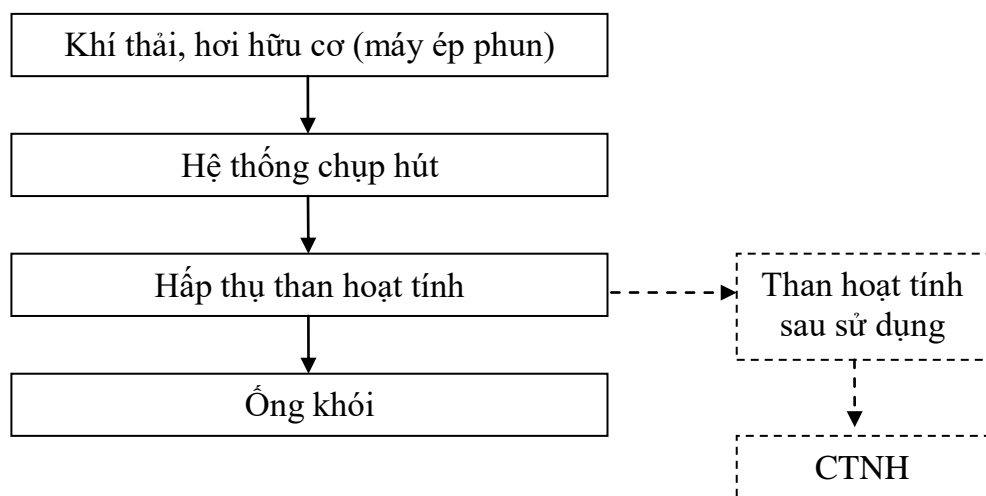 Khí thải, hơi hữu cơ (máy ép phun)
Hệ thống chụp hút
Hấp thụ than hoạt tính
Than hoạt tính
sau sử dụng
Ống khói
CTNH